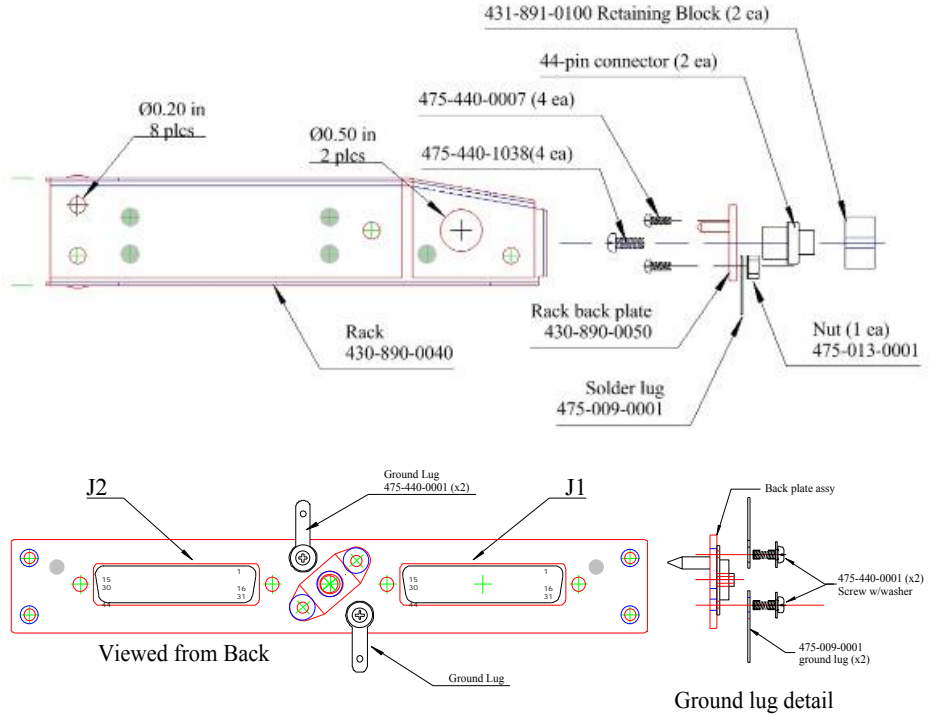 431-891-0100 Retaining Block (2 ea)
44-pin connector (2 ea)
475-440-0007 (4 ea)
Ø0.20 in
8 plcs
Ø0.50 in
2 plcs
475-440-1038(4 ea)
Rack
430-890-0040
Rack back plate
430-890-0050
Nut (1 ea)
475-013-0001
Solder lug
475-009-0001
Ground Lug
475-440-0001 (x2)
J2
J1
Back plate assy
15
30
44
1
16
31
15
30
44
1
16
31
475-440-0001 (x2)
Screw w/washer
Viewed from Back
Ground Lug
475-009-0001
ground lug (x2)
Ground lug detail